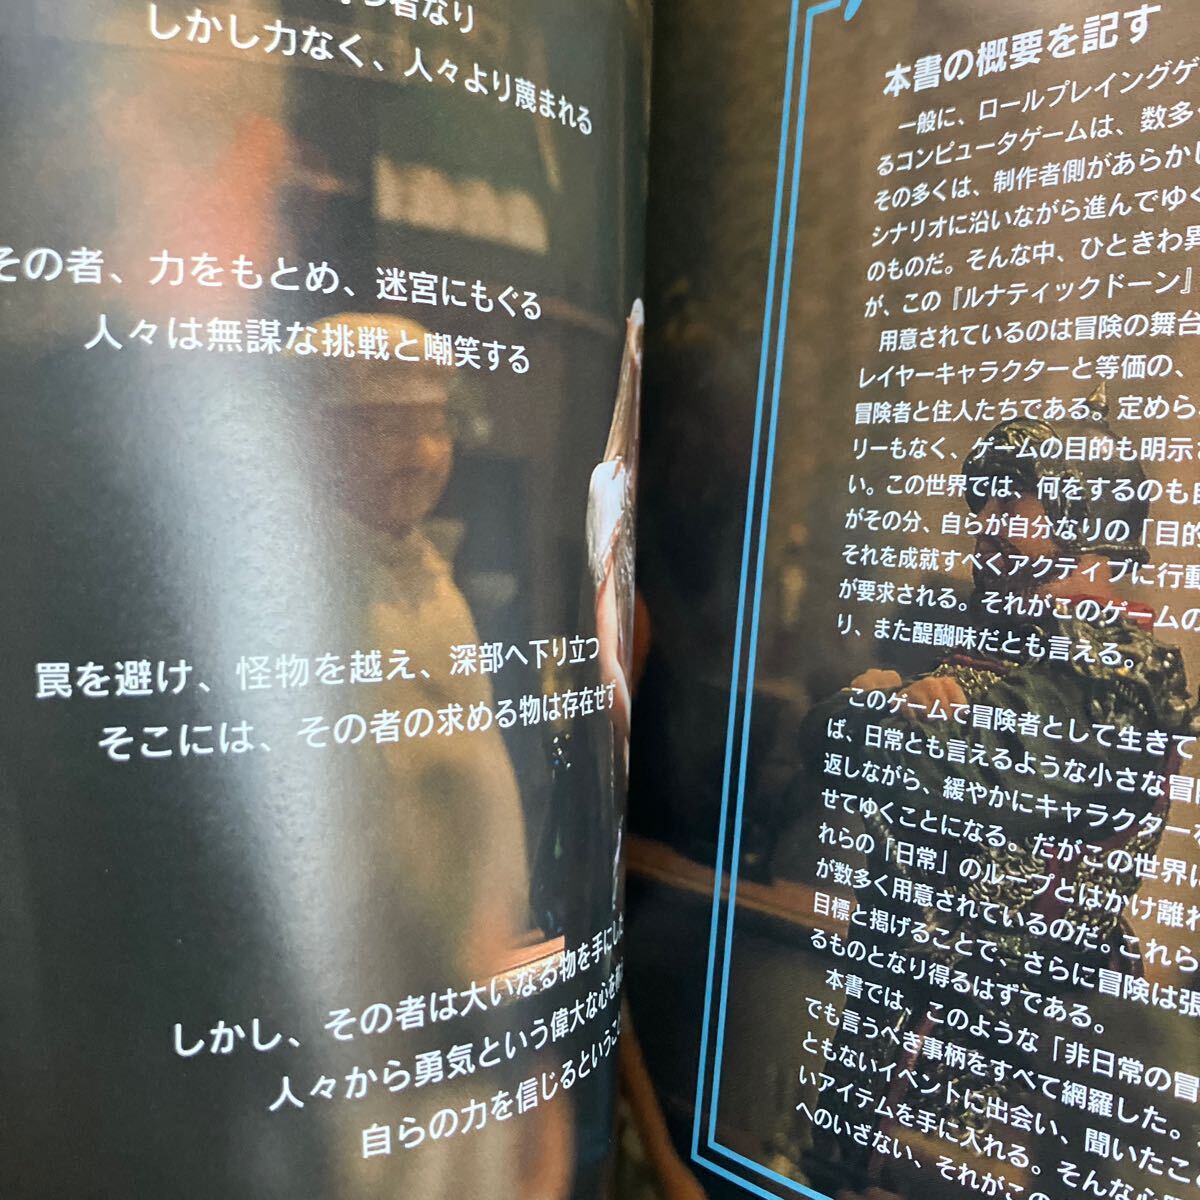 者なり
しかし力なく、人々より蔑まれる
その者、力をもとめ、迷宮にもぐる
人々は無謀な挑戦と嘲笑する
罠を避け、怪物を越え、深部へ下り立つ
そこには、その者の求める物は存在せず
しかし、その者は大いなる物を手にし
人々から勇気という偉大な心を
自らの力を信じるということ
本書の概要を記す
一般に、ロールプレイングゲ
るコンピュータゲームは、数多
その多くは、制作者側があらかじ
シナリオに沿いながら進んでゆく
のものだ。そんな中、ひときわ異
が、この『ルナティックドーン』
用意されているのは冒険の舞台
レイヤーキャラクターと等価の、
冒険者と住人たちである。定めら
リーもなく、ゲームの目的も明示さ
い。この世界では、何をするのも自
がその分、自らが自分なりの「目的
それを成就すべくアクティブに行動
が要求される。それがこのゲームの
り、また醍醐味だとも言える。
このゲームで冒険者として生きて
ば、日常とも言えるような小さな冒険
返しながら、緩やかにキャラクター
せてゆくことになる。だがこの世界に
れらの「日常」のループとはかけ離れ
が数多く用意されているのだ。これら
目標と掲げることで、さらに冒険は張
るものとなり得るはずである。
本書では、このような「非日常の冒
でも言うべき事柄をすべて網羅した。
ともないイベントに出会い、聞いたこ
いアイテムを手に入れる。そんな心
へのいざない、それがこの